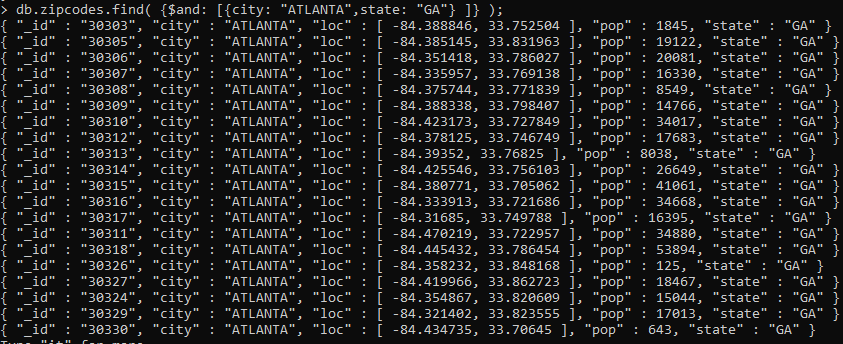 > db.zipcodes.find( {$and: [{city: "ATLANTA",state: "GA"} ]} );
{ "_id" : "30303", "city" : "ATLANTA", "loc" : [ -84.388846, 33.752504 ], "pop" : 1845, "state" : "GA" }
{ "_id" : "30305", "city" : "ATLANTA", "loc" : [ -84.385145, 33.831963 ], "pop" : 19122, "state" : "GA" }
{ "_id" : "30306", "city" : "ATLANTA", "loc" : [ -84.351418, 33.786027 ], "pop" : 20081, "state" : "GA" }
{ "_id" : "30307", "city" : "ATLANTA", "loc" : [ -84.335957, 33.769138 ], "pop" : 16330, "state" : "GA" }
{ "_id" : "30308", "city" : "ATLANTA", "loc" : [ -84.375744, 33.771839 ], "pop" : 8549, "state" : "GA" }
{ "_id" : "30309", "city" : "ATLANTA", "loc" : [ -84.388338, 33.798407 ], "pop" : 14766, "state" : "GA" }
{ "_id" : "30310", "city" : "ATLANTA", "loc" : [ -84.423173, 33.727849 ], "pop" : 34017, "state" : "GA" }
{ "_id" : "30312", "city" : "ATLANTA", "loc" : [ -84.378125, 33.746749 ], "pop" : 17683, "state" : "GA" }
{ "_id" : "30313", "city" : "ATLANTA", "loc" : [ -84.39352, 33.76825 ], "pop" : 8038, "state" : "GA" }
{ "_id" : "30314", "city" : "ATLANTA", "loc" : [ -84.425546, 33.756103 ], "pop" : 26649, "state" : "GA" }
{ "_id" : "30315", "city" : "ATLANTA", "loc" : [ -84.380771, 33.705062 ], "pop" : 41061, "state" : "GA" }
{ "_id" : "30316", "city" : "ATLANTA", "loc" : [ -84.333913, 33.721686 ], "pop" : 34668, "state" : "GA" }
{ "_id" : "30317", "city" : "ATLANTA", "loc" : [ -84.31685, 33.749788 ], "pop" : 16395, "state" : "GA" }
{ "_id" : "30311", "city" : "ATLANTA", "loc" : [ -84.470219, 33.722957 ], "pop" : 34880, "state" : "GA" }
{ "_id" : "30318", "city" : "ATLANTA", "loc" : [ -84.445432, 33.786454 ], "pop" : 53894, "state" : "GA" }
{ "_id" : "30326", "city" : "ATLANTA", "loc" : [ -84.358232, 33.848168 ], "pop" : 125, "state" : "GA" }
{ "_id" : "30327", "city" : "ATLANTA", "loc" : [ -84.419966, 33.862723 ], "pop" : 18467, "state" : "GA" }
{ "_id" : "30324", "city" : "ATLANTA", "loc" : [ -84.354867, 33.820609 ], "pop" : 15044, "state" : "GA" }
{ "_id" : "30329", "city" : "ATLANTA", "loc" : [ -84.321402, 33.823555 ], "pop" : 17013, "state" : "GA" }
{ "_id" : "30330", "city" : "ATLANTA", "loc" : [ -84.434735, 33.70645 ], "pop" : 643, "state" : "GA" }
Type "it" for more